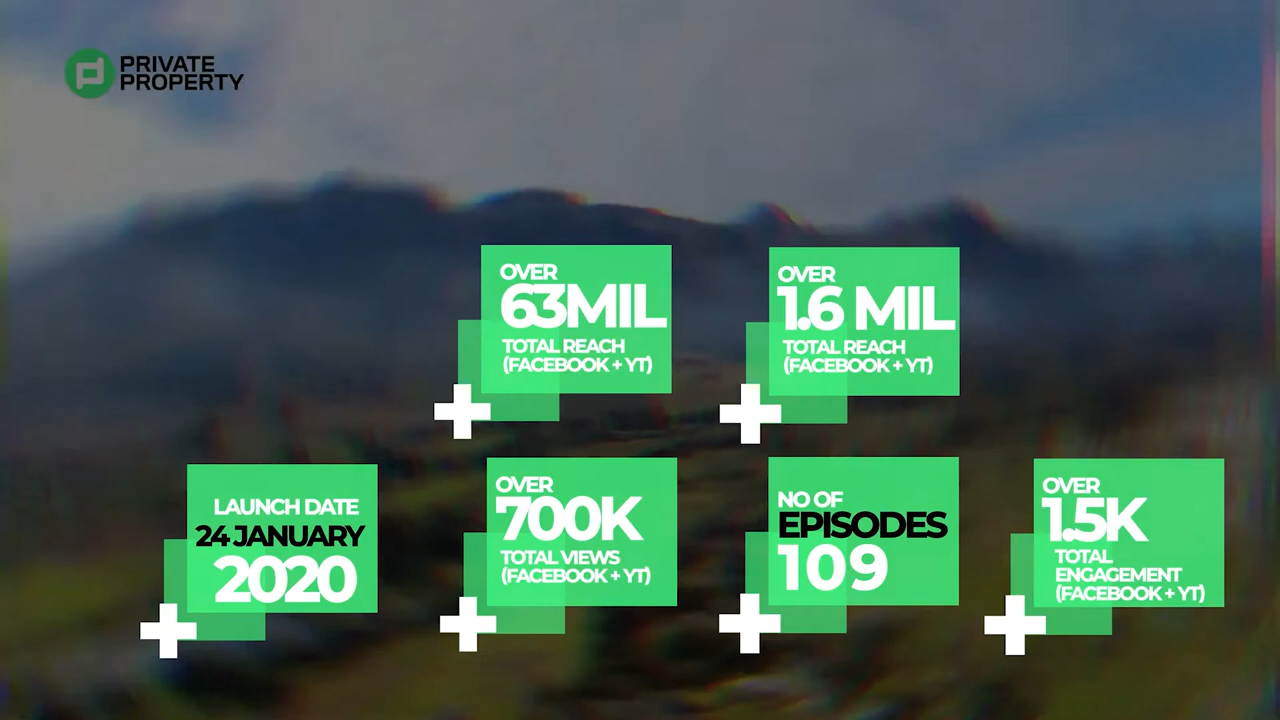 PRIVATE
PROPERTY
OVER
63MIL
TOTAL REACH
(FACEBOOK + YT)
OVER
1.6 MIL
TOTAL REACH
(FACEBOOK + YT)
LAUNCH DATE
24 JANUARY
2020
OVER
700K
TOTAL VIEWS
(FACEBOOK + YT)
NO OF
EPISODES
109
OVER
1.5K
TOTAL
ENGAGEMENT
(FACEBOOK + YT)